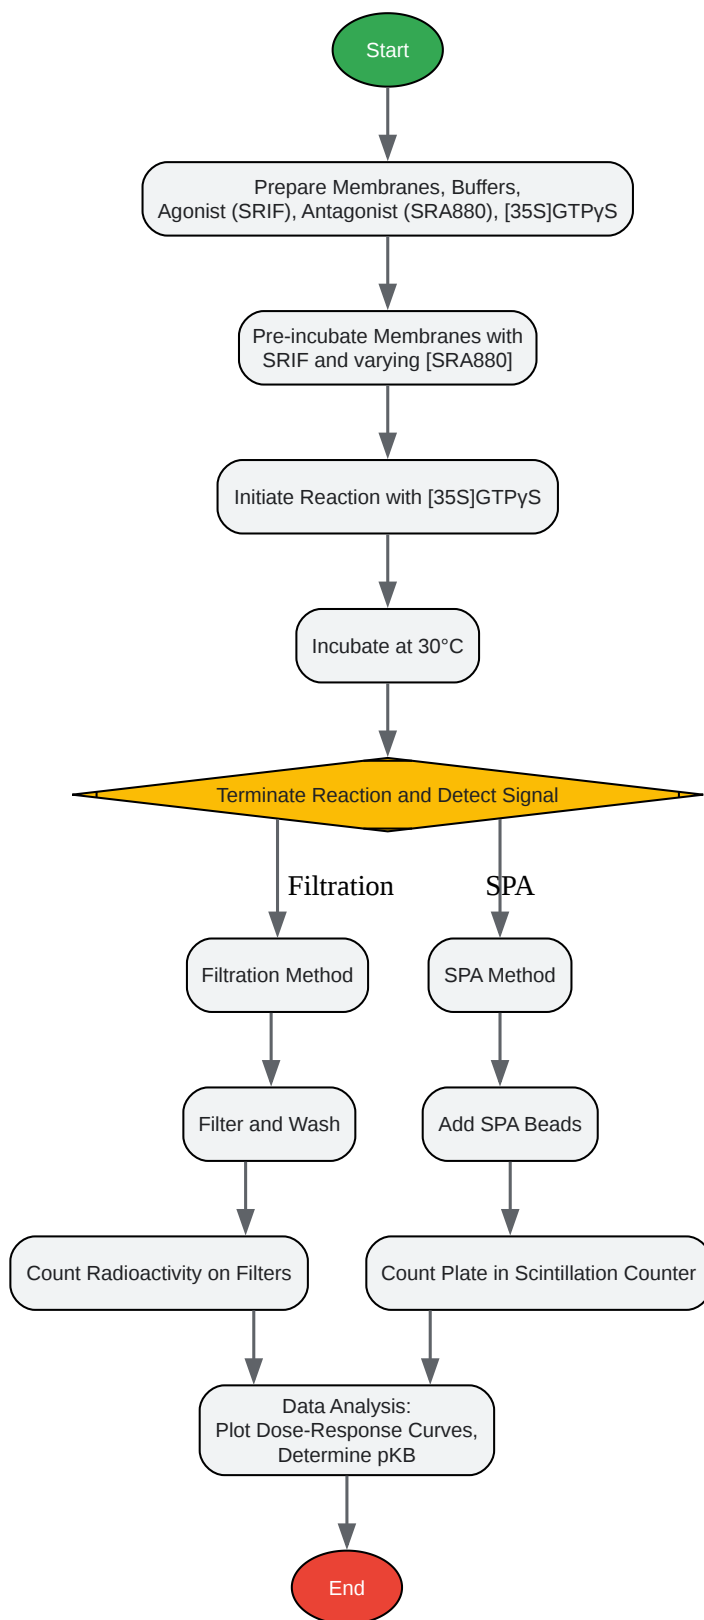 Start
Prepare Membranes, Buffers,
Agonist (SRIF), Antagonist (SRA880), [35S]GTPγS
Pre-incubate Membranes with
SRIF and varying [SRA880]
Initiate Reaction with [35S]GTPγS
Incubate at 30°C
Terminate Reaction and Detect Signal
Filtration
SPA
Filtration Method
SPA Method
Filter and Wash
Add SPA Beads
Count Radioactivity on Filters
Count Plate in Scintillation Counter
Data Analysis:
Plot Dose-Response Curves,
Determine pKB
End